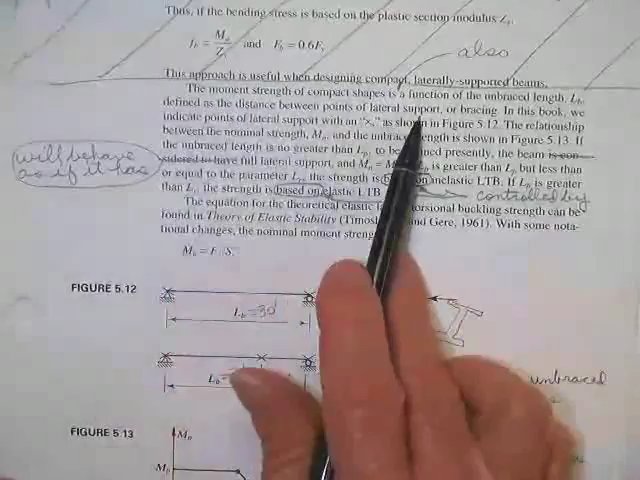 Thus, if the bending stress is based on the plastic section modulus Zx,
fb = Ma / Zx and Fb = 0.6Fy
also
This approach is useful when designing compact, laterally-supported beams.
The moment strength of compact shapes is a function of the unbraced length, Lb,
defined as the distance between points of lateral support, or bracing. In this book, we
indicate points of lateral support with an "×," as shown in Figure 5.12. The relationship
between the nominal strength, Mn, and the unbraced length is shown in Figure 5.13. If
the unbraced length is no greater than Lp, to be defined presently, the beam is con-
will behave
as if it has
sidered to have full lateral support, and Mn = M is greater than Lp but less than
or equal to the parameter Lr, the strength is based on inelastic LTB. If Lb is greater
than Lr, the strength is based on elastic LTB
controlled by
The equation for the theoretical elastic torsional buckling strength can be
found in Theory of Elastic Stability and Gere, 1961). With some nota-
tional changes, the nominal moment
Mn = F S
FIGURE 5.12
Lb = 30'
Lb =
unbraced
FIGURE 5.13
Mn